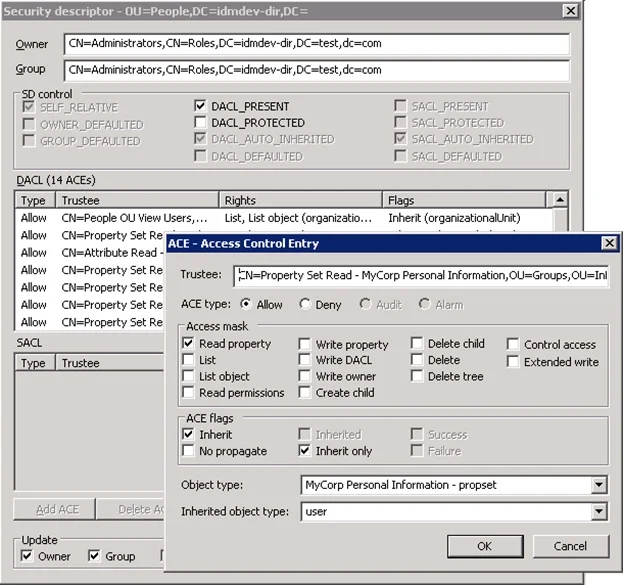 Security descriptor - OU=People,DC=idmdev-dir,DC=
Owner CN=Administrators,CN=Roles,DC=idmdev-dir,DC=test,dc=com
Group CN=Administrators,CN=Roles,DC=idmdev-dir,DC=test,dc=com
SD control
SELF_RELATIVE DACL_PRESENT SACL_PRESENT
OWNER_DEFAULTED DACL_PROTECTED SACL_PROTECTED
GROUP_DEFAULTED DACL_AUTO_INHERITED SACL_AUTO_INHERITED
DACL_DEFAULTED SACL_DEFAULTED
DACL (14 ACEs)
Type Trustee Rights Flags
Allow CN=People OU View Users,... List, List object (organizatio... Inherit (organizationalUnit)
Allow CN=Property Set Re
Allow CN=Attribute Read -
Allow CN=Property Set Re
Allow CN=Property Set Re
Allow CN=Property Set Re
Allow CN=Property Set Re
SACL
Type Trustee
Add ACE Delete AC
Update
Owner Group
ACE - Access Control Entry
Trustee: CN=Property Set Read - MyCorp Personal Information,OU=Groups,OU=Inl
ACE type: Allow Deny Audit Alarm
Access mask
Read property Write property Delete child Control access
List Write DACL Delete Extended write
List object Write owner Delete tree
Read permissions Create child
ACE flags
Inherit Inherited Success
No propagate Inherit only Failure
Object type: MyCorp Personal Information - propset
Inherited object type: user
OK Cancel